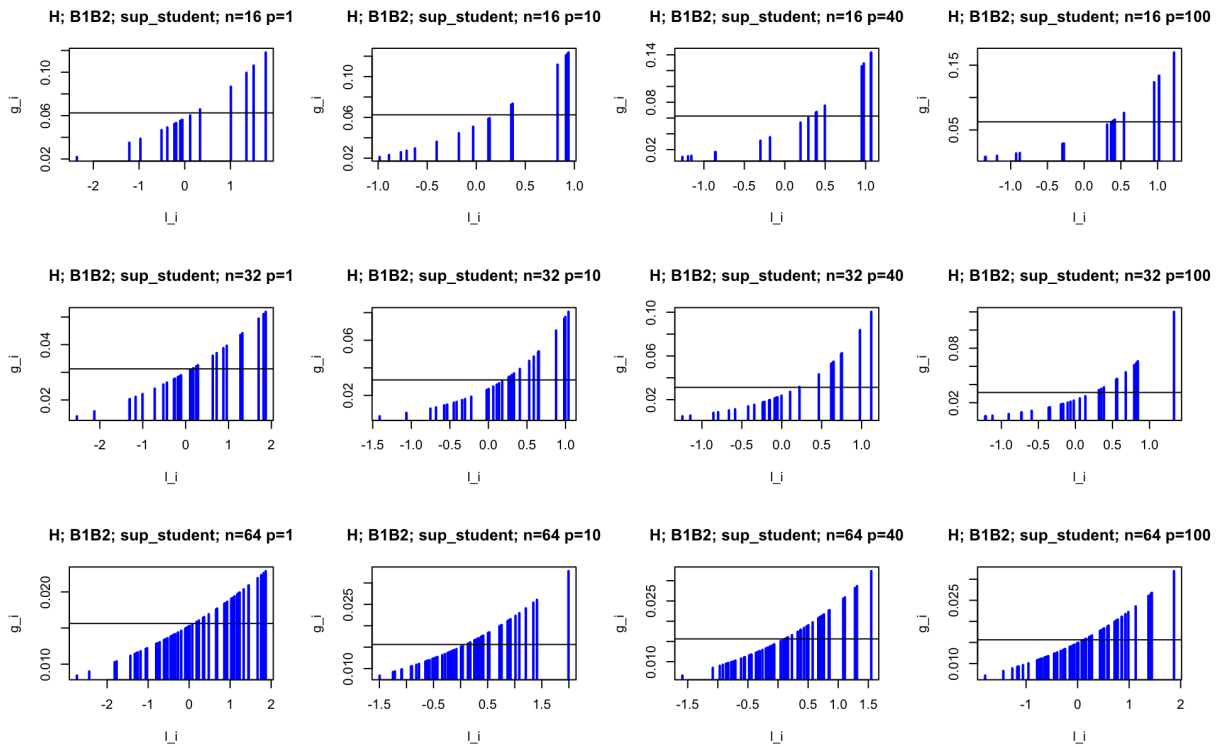 H; B1B2; sup_student; n=16 p=1
g_i
0.02 0.06 0.10
-2 -1 0 1
l_i
H; B1B2; sup_student; n=16 p=10
g_i
0.02 0.06 0.10
-1.0 -0.5 0.0 0.5 1.0
l_i
H; B1B2; sup_student; n=16 p=40
g_i
0.02 0.08 0.14
-1.0 -0.5 0.0 0.5 1.0
l_i
H; B1B2; sup_student; n=16 p=100
g_i
0.05 0.15
-1.0 -0.5 0.0 0.5 1.0
l_i
H; B1B2; sup_student; n=32 p=1
g_i
0.02 0.04
-2 -1 0 1 2
l_i
H; B1B2; sup_student; n=32 p=10
g_i
0.02 0.06
-1.5 -1.0 -0.5 0.0 0.5 1.0
l_i
H; B1B2; sup_student; n=32 p=40
g_i
0.02 0.06 0.10
-1.0 -0.5 0.0 0.5 1.0
l_i
H; B1B2; sup_student; n=32 p=100
g_i
0.02 0.08
-1.0 0.0 0.5 1.0
l_i
H; B1B2; sup_student; n=64 p=1
g_i
0.010 0.020
-2 -1 0 1 2
l_i
H; B1B2; sup_student; n=64 p=10
g_i
0.010 0.025
-1.5 -0.5 0.5 1.5
l_i
H; B1B2; sup_student; n=64 p=40
g_i
0.010 0.025
-1.5 -0.5 0.5 1.5
l_i
H; B1B2; sup_student; n=64 p=100
g_i
0.010 0.025
-1 0 1 2
l_i